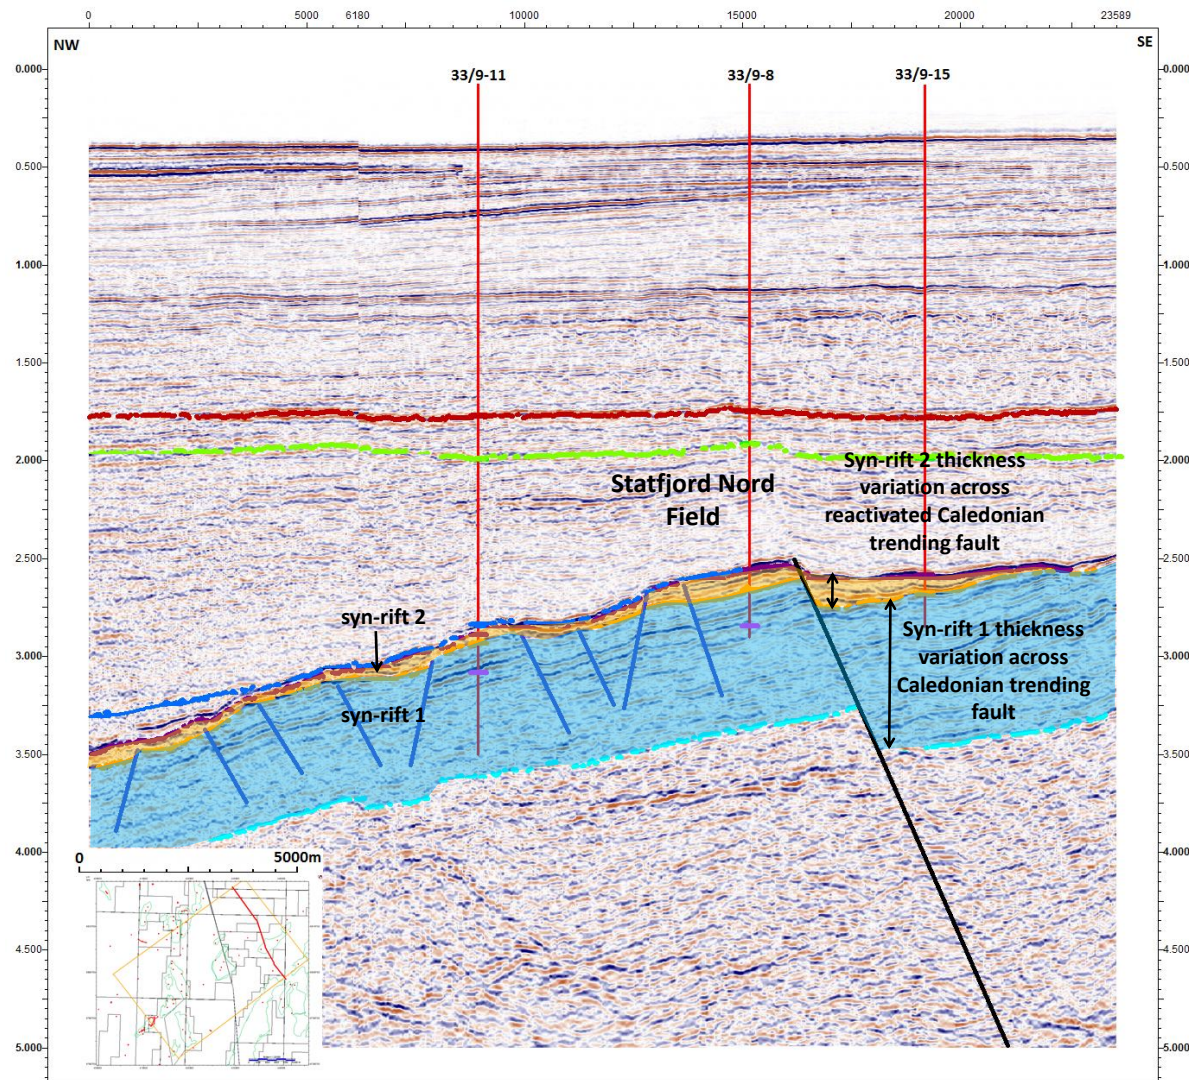 0 5000 6180 10000 15000 20000 23589
NW SE
33/9-11 33/9-8 33/9-15
0.000 0.000
0.500 0.500
1.000 1.000
1.500 1.500
2.000 2.000
Syn-rift 2 thickness
variation across
reactivated Caledonian
trending fault
Statfjord Nord
Field
2.500 2.500
syn-rift 2
3.000 3.000
Syn-rift 1 thickness
variation across
Caledonian trending
fault
syn-rift 1
3.500 3.500
4.000 4.000
0 5000m
4.500 4.500
5.000 5.000